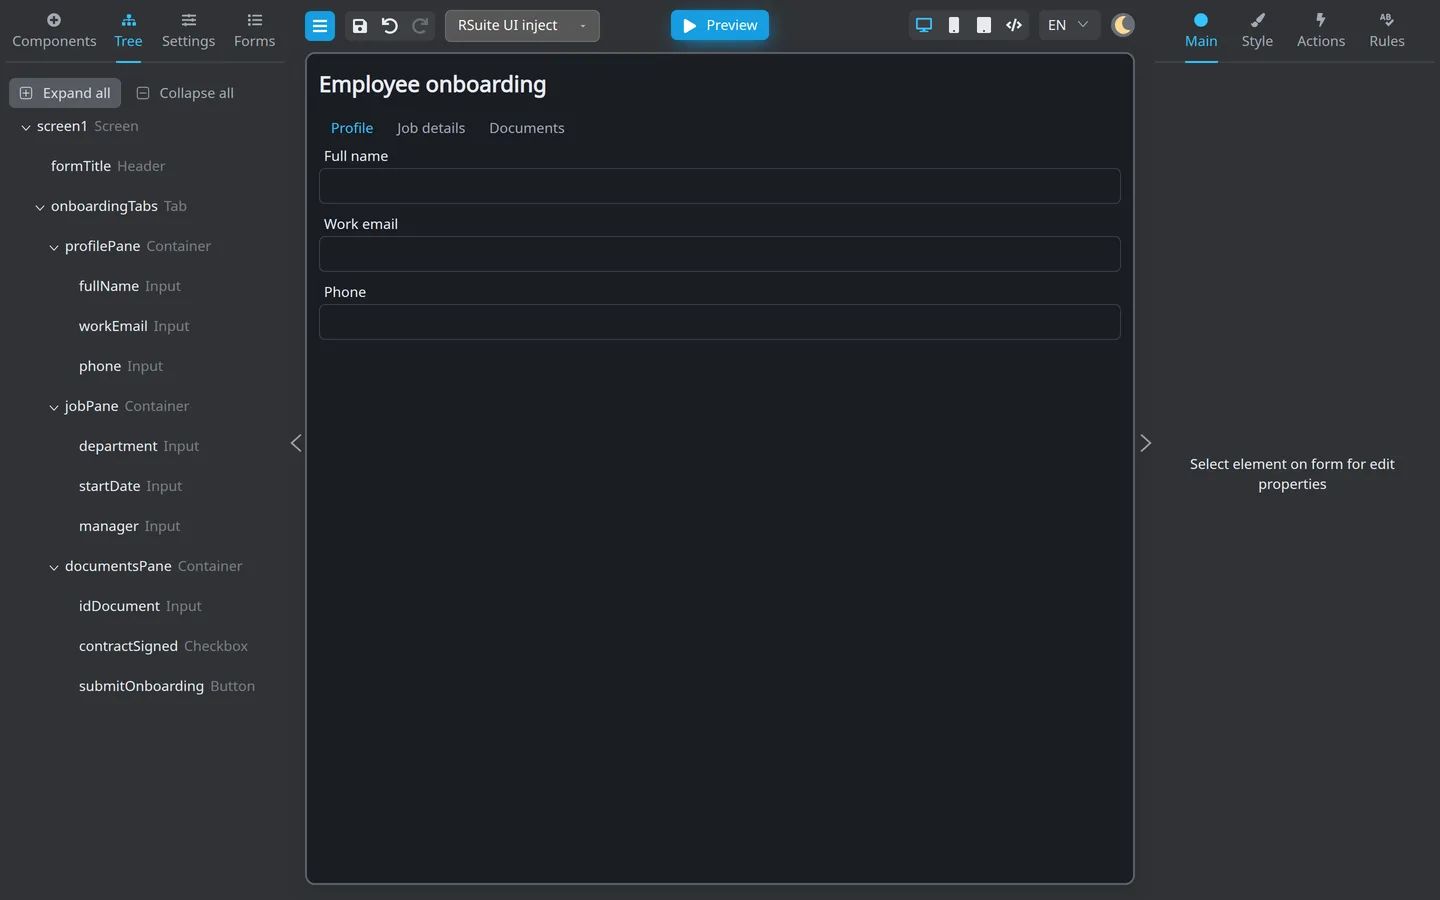 Components
Tree
Settings
Forms
RSuite UI inject
Preview
EN
Main
Style
Actions
AB
Rules
Expand all
Collapse all
screen1 Screen
formTitle Header
onboardingTabs Tab
profilePane Container
fullName Input
workEmail Input
phone Input
jobPane Container
department Input
startDate Input
manager Input
documentsPane Container
idDocument Input
contractSigned Checkbox
submitOnboarding Button
Employee onboarding
Profile
Job details
Documents
Full name
Work email
Phone
Select element on form for edit
properties